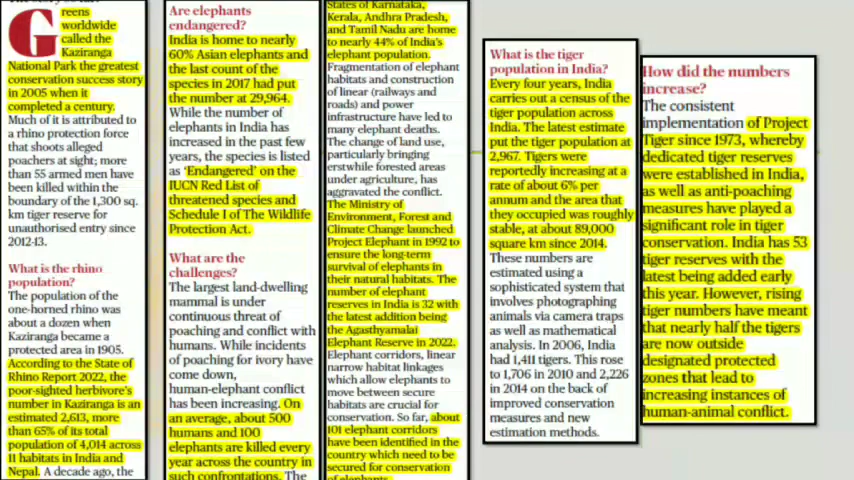 Greens
worldwide
called the
Kaziranga
National Park the greatest
conservation success story
in 2005 when it
completed a century.
Much of it is attributed to
a rhino protection force
that shoots alleged
poachers at sight; more
than 55 armed men have
been killed within the
boundary of the 1,300 sq.
km tiger reserve for
unauthorised entry since
2012-13.
What is the rhino
population?
The population of the
one-horned rhino was
about a dozen when
Kaziranga became a
protected area in 1905.
According to the State of
Rhino Report 2022, the
poor-sighted herbivore's
number in Kaziranga is an
estimated 2,613, more
than 65% of its total
population of 4,014 across
11 habitats in India and
Nepal. A decade ago, the
Are elephants
endangered?
India is home to nearly
60% Asian elephants and
the last count of the
species in 2017 had put
the number at 29,964.
While the number of
elephants in India has
increased in the past few
years, the species is listed
as 'Endangered' on the
IUCN Red List of
threatened species and
Schedule I of The Wildlife
Protection Act.
What are the
challenges?
The largest land-dwelling
mammal is under
continuous threat of
poaching and conflict with
humans. While incidents
of poaching for ivory have
come down,
human-elephant conflict
has been increasing. On
an average, about 500
humans and 100
elephants are killed every
year across the country in
such confrontations. The
States of Karnataka,
Kerala, Andhra Pradesh,
and Tamil Nadu are home
to nearly 44% of India's
elephant population.
Fragmentation of elephant
habitats and construction
of linear (railways and
roads) and power
infrastructure have led to
many elephant deaths.
The change of land use,
particularly bringing
erstwhile forested areas
under agriculture, has
aggravated the conflict.
The Ministry of
Environment, Forest and
Climate Change launched
Project Elephant in 1992 to
ensure the long-term
survival of elephants in
their natural habitats. The
number of elephant
reserves in India is 32 with
the latest addition being
the Agasthyamalai
Elephant Reserve in 2022.
Elephant corridors, linear
narrow habitat linkages
which allow elephants to
move between secure
habitats are crucial for
conservation. So far, about
101 elephant corridors
have been identified in the
country which need to be
secured for conservation
of elephants.
What is the tiger
population in India?
Every four years, India
carries out a census of the
tiger population across
India. The latest estimate
put the tiger population at
2,967. Tigers were
reportedly increasing at a
rate of about 6% per
annum and the area that
they occupied was roughly
stable, at about 89,000
square km since 2014.
These numbers are
estimated using a
sophisticated system that
involves photographing
animals via camera traps
as well as mathematical
analysis. In 2006, India
had 1,411 tigers. This rose
to 1,706 in 2010 and 2,226
in 2014 on the back of
improved conservation
measures and new
estimation methods.
How did the numbers
increase?
The consistent
implementation of Project
Tiger since 1973, whereby
dedicated tiger reserves
were established in India,
as well as anti-poaching
measures have played a
significant role in tiger
conservation. India has 53
tiger reserves with the
latest being added early
this year. However, rising
tiger numbers have meant
that nearly half the tigers
are now outside
designated protected
zones that lead to
increasing instances of
human-animal conflict.